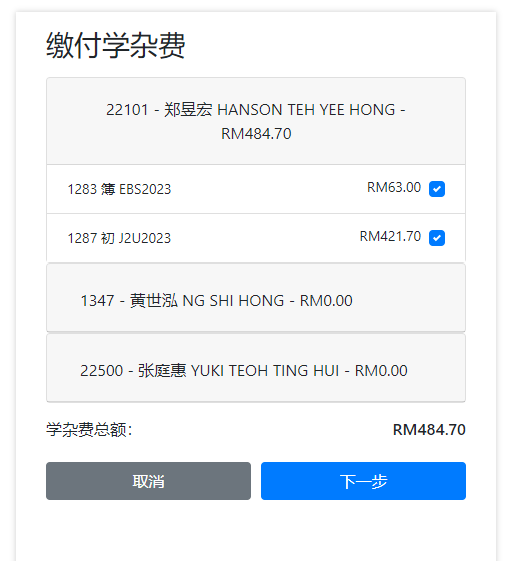 缴付学杂费
22101 - 郑昱宏 HANSON TEH YEE HONG -
RM484.70
1283 簿 EBS2023 RM63.00
1287 初 J2U2023 RM421.70
1347 - 黄世泓 NG SHI HONG - RM0.00
22500 - 张庭惠 YUKI TEOH TING HUI - RM0.00
学杂费总额: RM484.70
取消 下一步